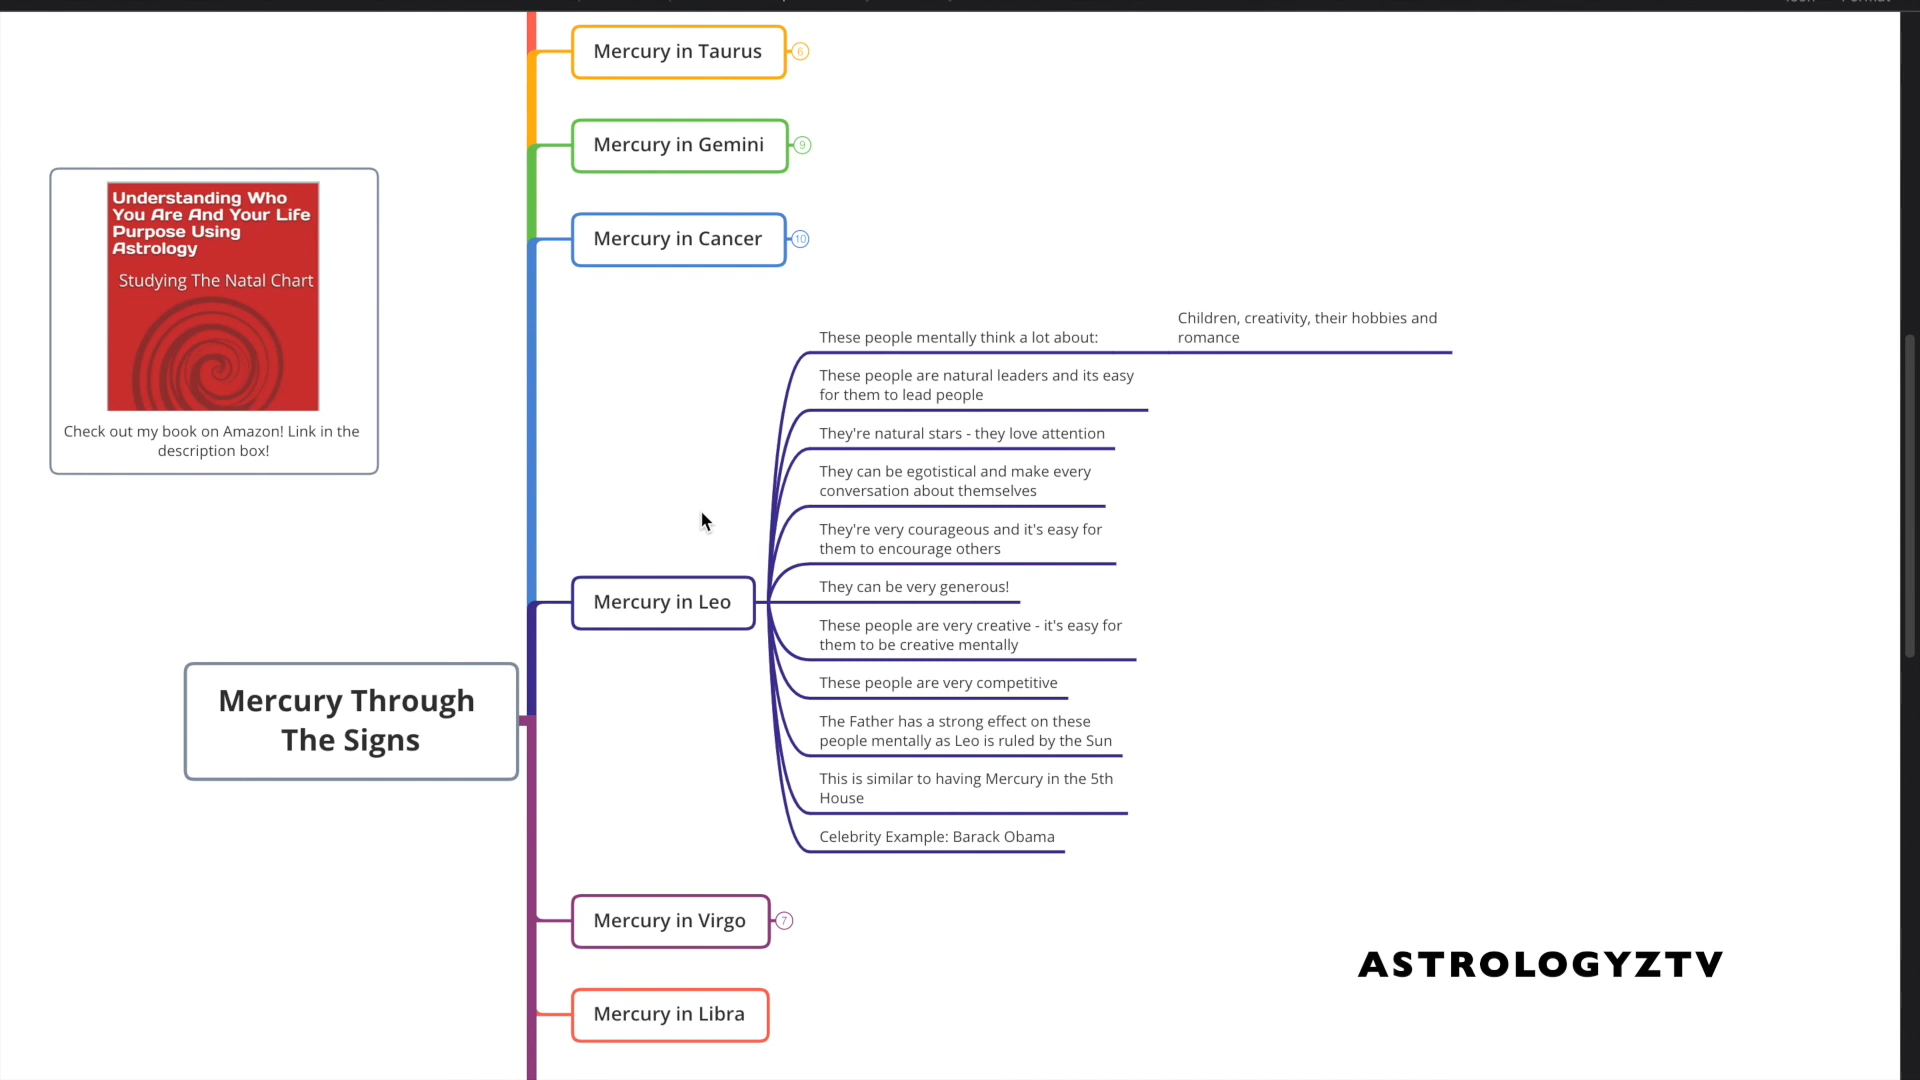 Mercury in Taurus
6
Mercury in Gemini
9
Mercury in Cancer
10
Understanding Who
You Are And Your Life
Purpose Using
Astrology
Studying The Natal Chart
Check out my book on Amazon! Link in the
description box!
These people mentally think a lot about:
Children, creativity, their hobbies and
romance
These people are natural leaders and its easy
for them to lead people
They're natural stars - they love attention
They can be egotistical and make every
conversation about themselves
They're very courageous and it's easy for
them to encourage others
They can be very generous!
Mercury in Leo
These people are very creative - it's easy for
them to be creative mentally
These people are very competitive
The Father has a strong effect on these
people mentally as Leo is ruled by the Sun
This is similar to having Mercury in the 5th
House
Celebrity Example: Barack Obama
Mercury Through
The Signs
Mercury in Virgo
7
Mercury in Libra
ASTROLOGYZTV